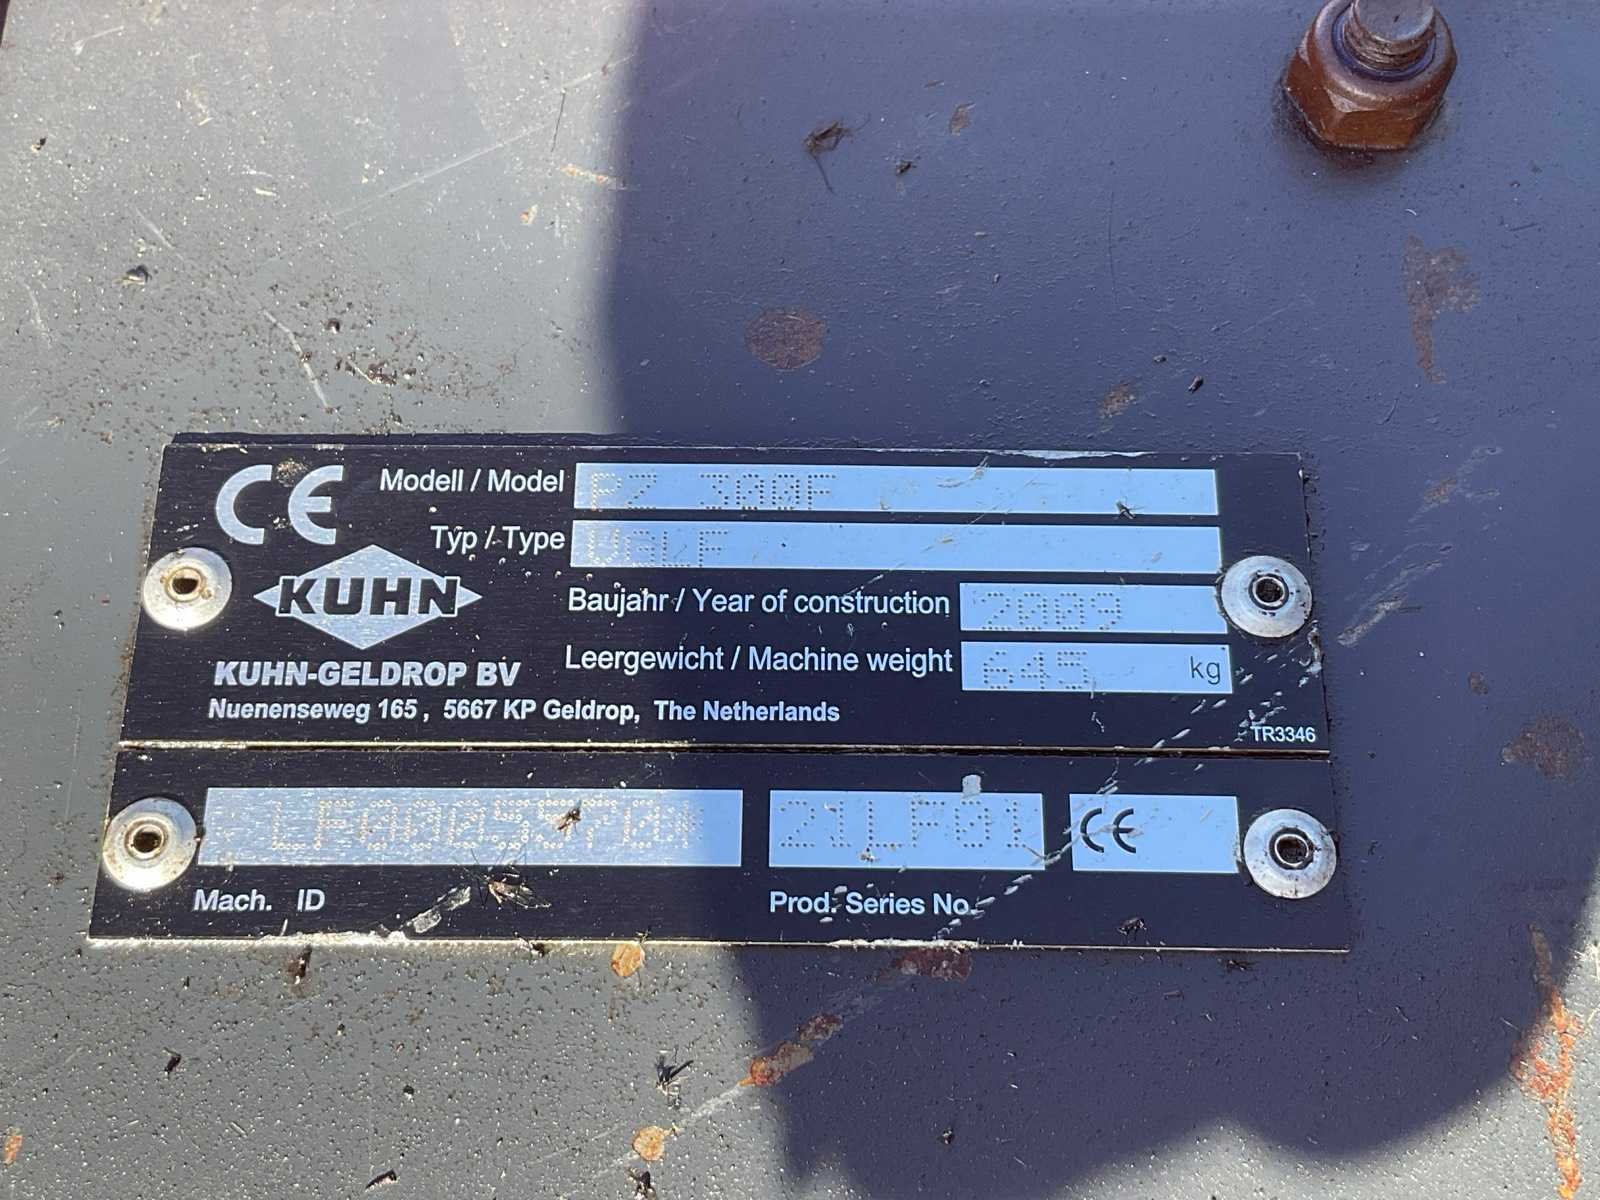 CE
Modell / Model PZ 300F
Typ / Type VGLF
KUHN
Baujahr / Year of construction 2009
Leergewicht / Machine weight 645 kg
KUHN-GELDROP BV
Nuenenseweg 165 , 5667 KP Geldrop, The Netherlands
TR3346
21LF01 CE
Mach. ID
Prod. Series No.